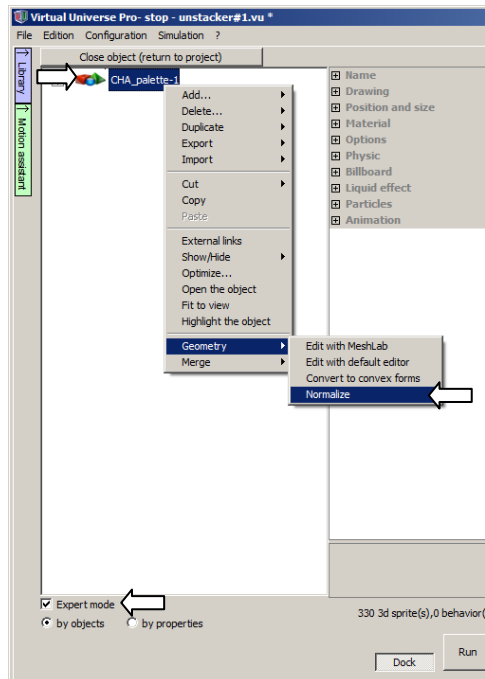 Virtual Universe Pro- stop - unstacker#1.vu *
File Edition Configuration Simulation ?
Close object (return to project)
Library
Motion assistant
CHA_palette-1
Add...
Delete...
Duplicate
Export
Import
Cut
Copy
Paste
External links
Show/Hide
Optimize...
Open the object
Fit to view
Highlight the object
Geometry
Merge
Edit with MeshLab
Edit with default editor
Convert to convex forms
Normalize
Name
Drawing
Position and size
Material
Options
Physic
Billboard
Liquid effect
Particles
Animation
Expert mode
by objects by properties
330 3d sprite(s),0 behavior(
Dock
Run